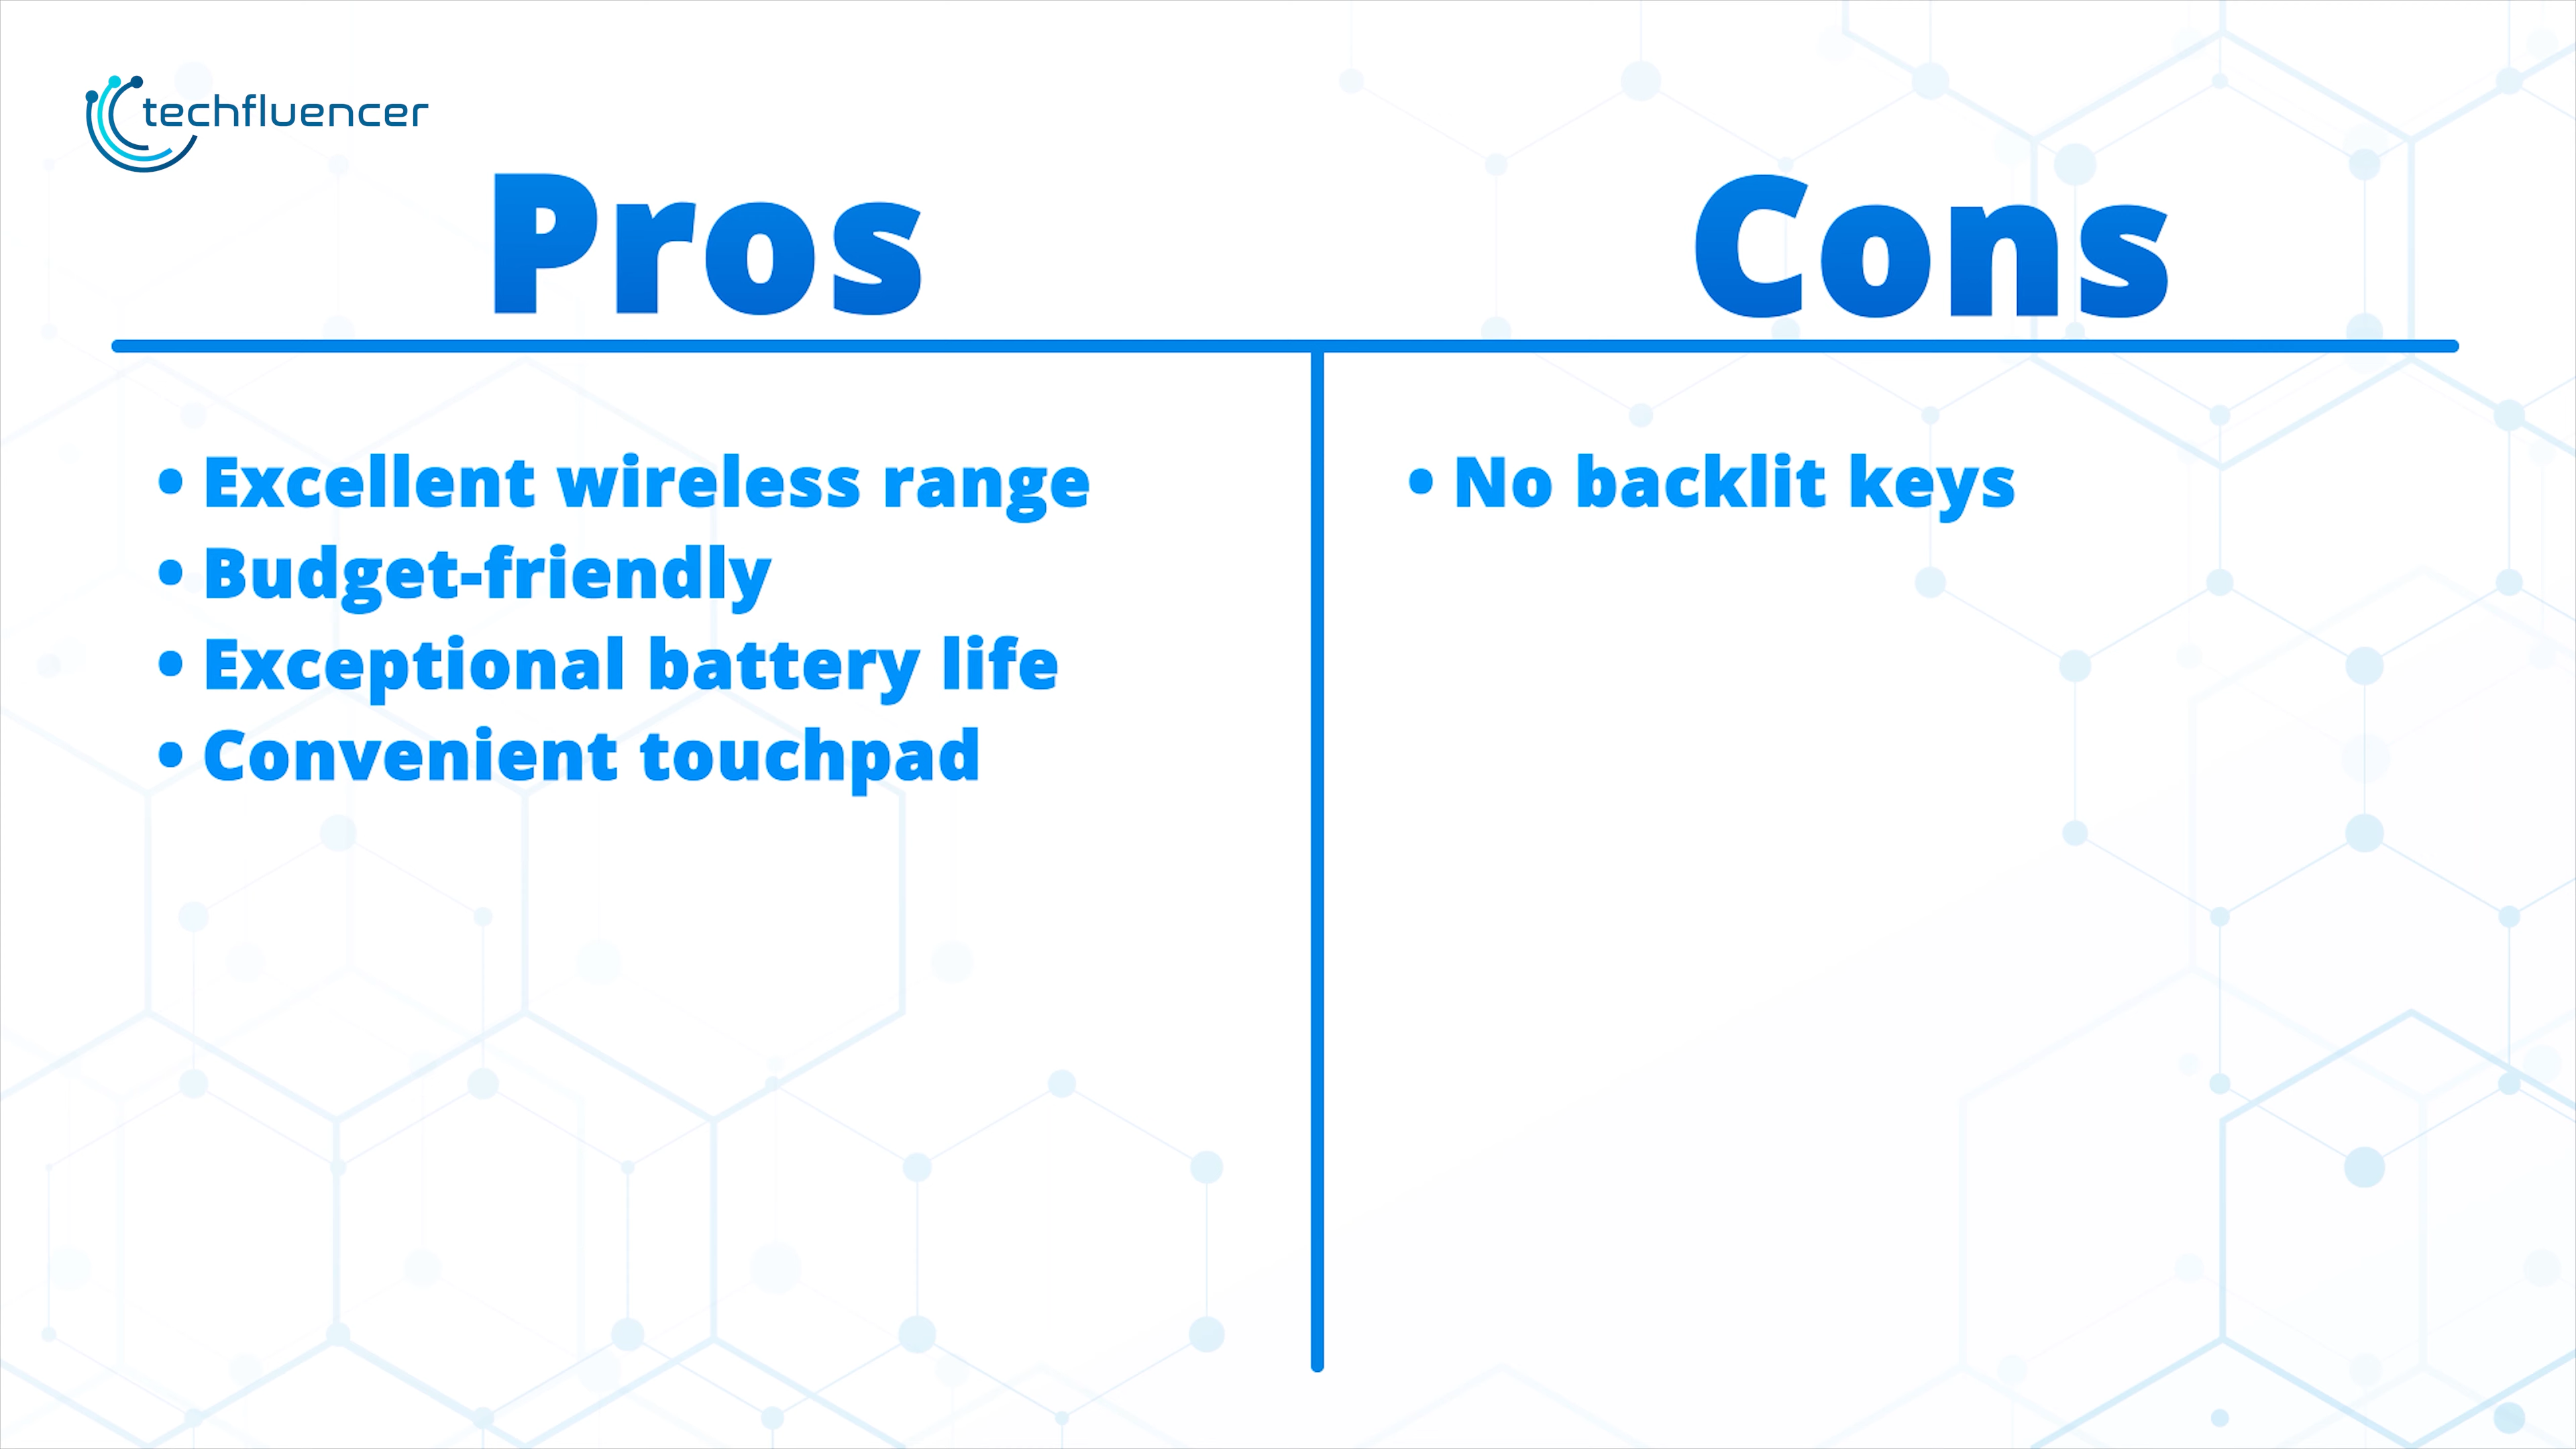 techfluencer
Pros
Cons
• Excellent wireless range
• Budget-friendly
• Exceptional battery life
• Convenient touchpad
• No backlit keys